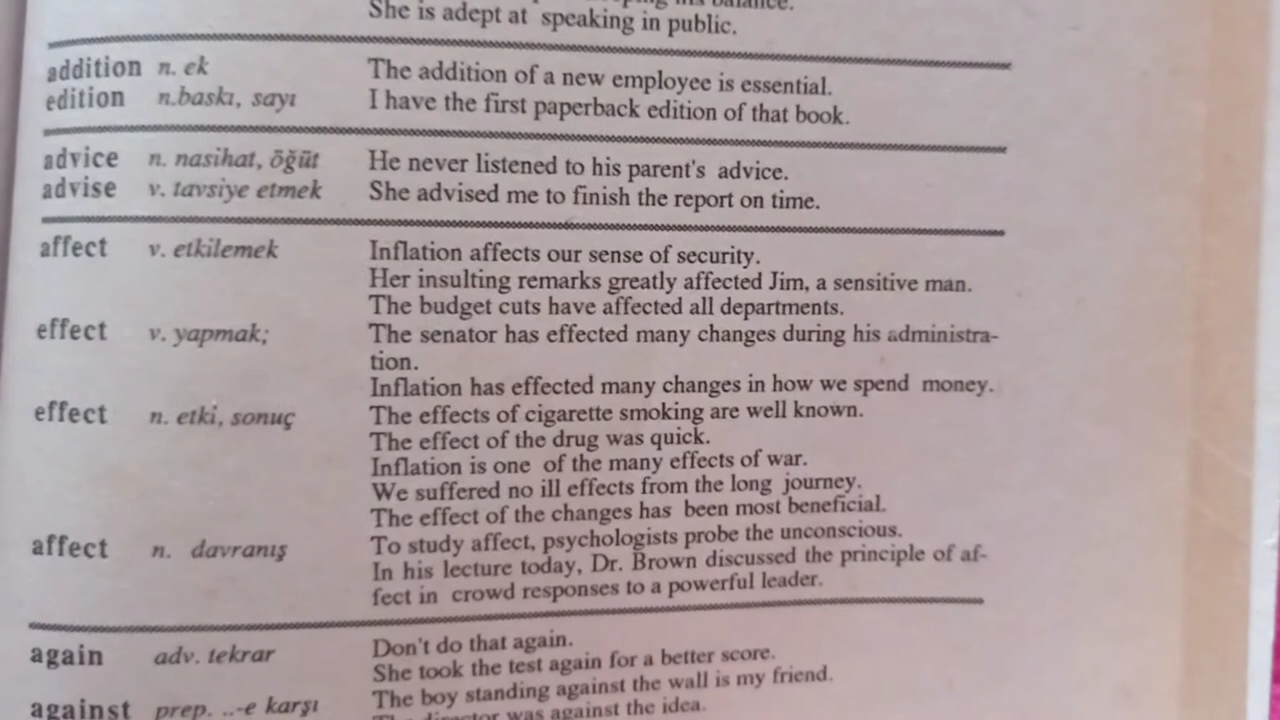 balance.
She is adept at speaking in public.
addition n. ek The addition of a new employee is essential.
edition n.baskı, sayı I have the first paperback edition of that book.
advice n. nasihat, öğüt He never listened to his parent's advice.
advise v. tavsiye etmek She advised me to finish the report on time.
affect v. etkilemek Inflation affects our sense of security.
Her insulting remarks greatly affected Jim, a sensitive man.
The budget cuts have affected all departments.
effect v. yapmak; The senator has effected many changes during his administra-
tion.
Inflation has effected many changes in how we spend money.
effect n. etki, sonuç The effects of cigarette smoking are well known.
The effect of the drug was quick.
Inflation is one of the many effects of war.
We suffered no ill effects from the long journey.
The effect of the changes has been most beneficial.
affect n. davranış To study affect, psychologists probe the unconscious.
In his lecture today, Dr. Brown discussed the principle of af-
fect in crowd responses to a powerful leader.
again adv. tekrar Don't do that again.
She took the test again for a better score.
against prep. ..-e karşı The boy standing against the wall is my friend.
The director was against the idea.